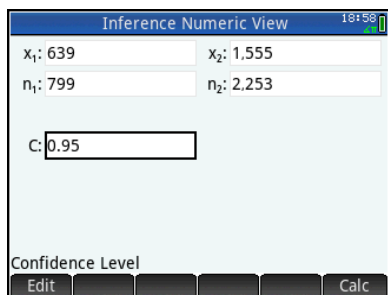 Inference Numeric View 18:58
x₁: 639 x₂: 1,555
n₁: 799 n₂: 2,253
C: 0.95
Confidence Level
Edit Calc